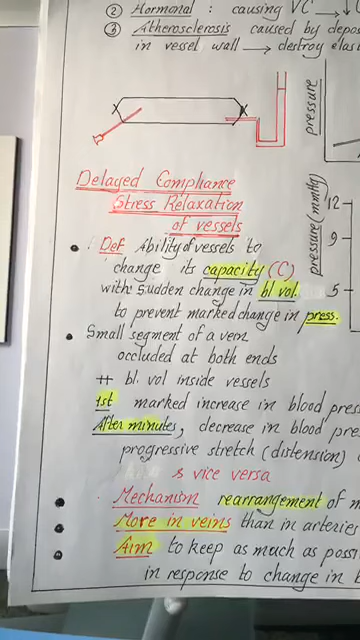 ② Hormonal : causing VC → ↓
③ Atherosclerosis caused by depo
in vessel wall → destroy elas
pressure
Delayed Compliance
Stress Relaxation
of vessels
• Def Ability of vessels to
change its capacity (C)
with sudden change in bl vol.
to prevent marked change in press.
• Small segment of a vein
occluded at both ends
++ bl. vol inside vessels
1st marked increase in blood pres
After minutes, decrease in blood pre
progressive stretch (distension)
& vice versa
• Mechanism rearrangement of m
• More in veins than in arteries
• Aim to keep as much as possi
in response to change in b
pressure (mmHg)
12
9
5